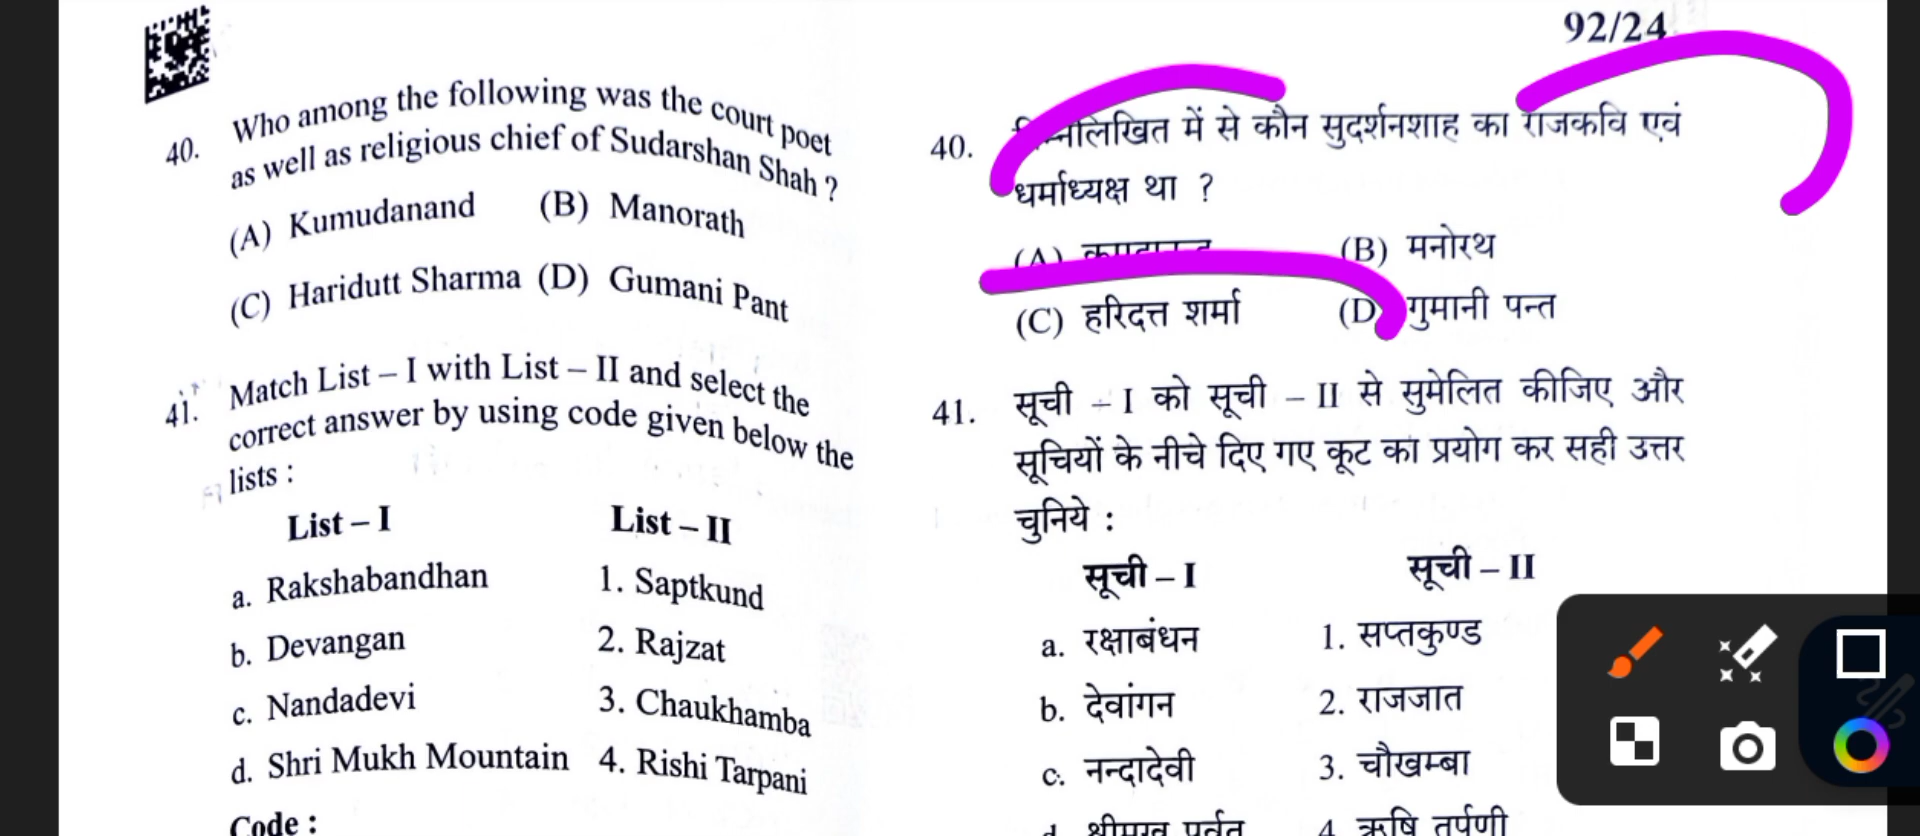 92/24
40. Who among the following was the court poet
as well as religious chief of Sudarshan Shah ?
(A) Kumudanand (B) Manorath
(C) Haridutt Sharma (D) Gumani Pant
41. Match List – I with List – II and select the
correct answer by using code given below the
lists :
List – I List – II
a. Rakshabandhan 1. Saptkund
b. Devangan 2. Rajzat
c. Nandadevi 3. Chaukhamba
d. Shri Mukh Mountain 4. Rishi Tarpani
Code :
40. में से कौन सुदर्शनशाह का राजकवि एवं
धर्माध्यक्ष था ?
(A) (B) मनोरथ
(C) हरिदत्त शर्मा (D) गुमानी पन्त
41. सूची – I को सूची – II से सुमेलित कीजिए और
सूचियों के नीचे दिए गए कूट का प्रयोग कर सही उत्तर
चुनिये :
सूची – I सूची – II
a. रक्षाबंधन 1. सप्तकुण्ड
b. देवांगन 2. राजजात
c. नन्दादेवी 3. चौखम्बा
d. श्रीमुख पर्वत 4. ऋषि तर्पणी